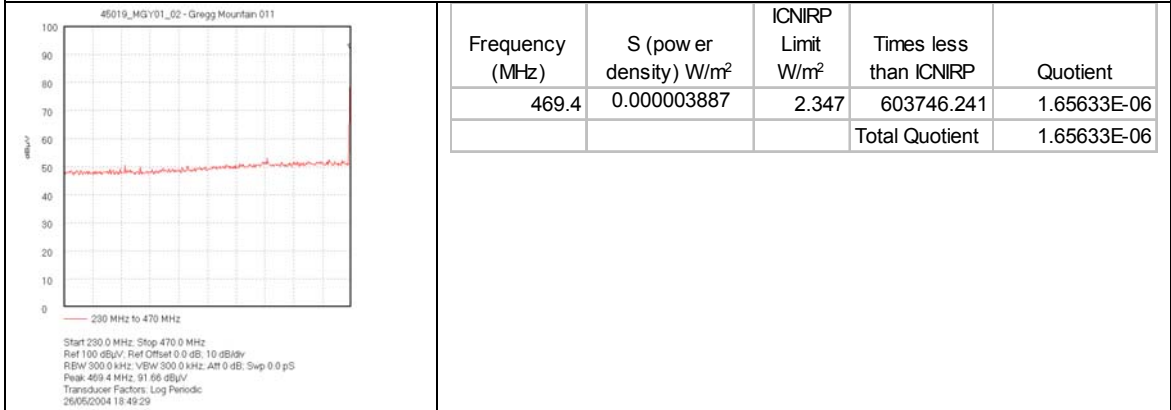 45019_MGY01_02 - Gregg Mountain 011
100
90
80
70
60
50
40
30
20
10
0
dBµV
230 MHz to 470 MHz
Start 230.0 MHz; Stop 470.0 MHz
Ref 100 dBµV; Ref Offset 0.0 dB; 10 dB/div
RBW 300.0 kHz; VBW 300.0 kHz; Att 0 dB; Swp 0.0 pS
Peak 469.4 MHz, 91.66 dBµV
Transducer Factors: Log Periodic
26/05/2004 18:49:29
Frequency (MHz) S (pow er density) W/m² ICNIRP Limit W/m² Times less than ICNIRP Quotient
469.4 0.000003887 2.347 603746.241 1.65633E-06
Total Quotient 1.65633E-06